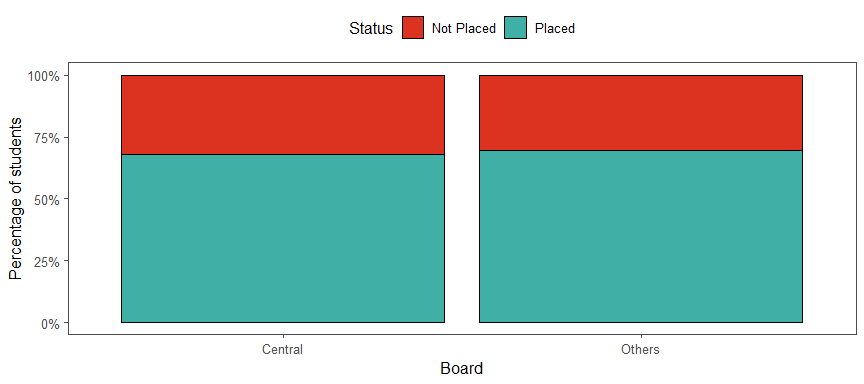 Status Not Placed Placed
100%
75%
50%
25%
0%
Percentage of students
Central Others
Board